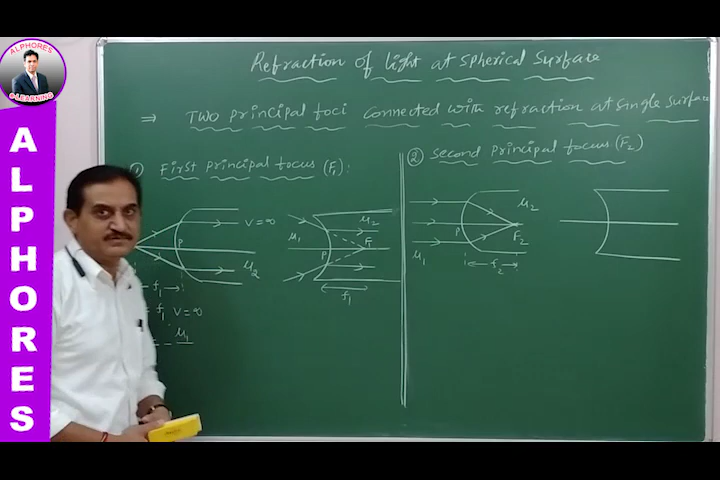 ALPHORES
E-LEARNING
ALPHORES
Refraction of light at spherical surface
⇒ Two principal foci connected with refraction at single surface
① First principal focus (F₁):
② Second principal focus (F₂)
P V=∞ μ₂
f₁
f₁ V=∞
μ₁
μ₁ μ₂ P F
f₁
μ₁ μ₂ P F₂
f₂